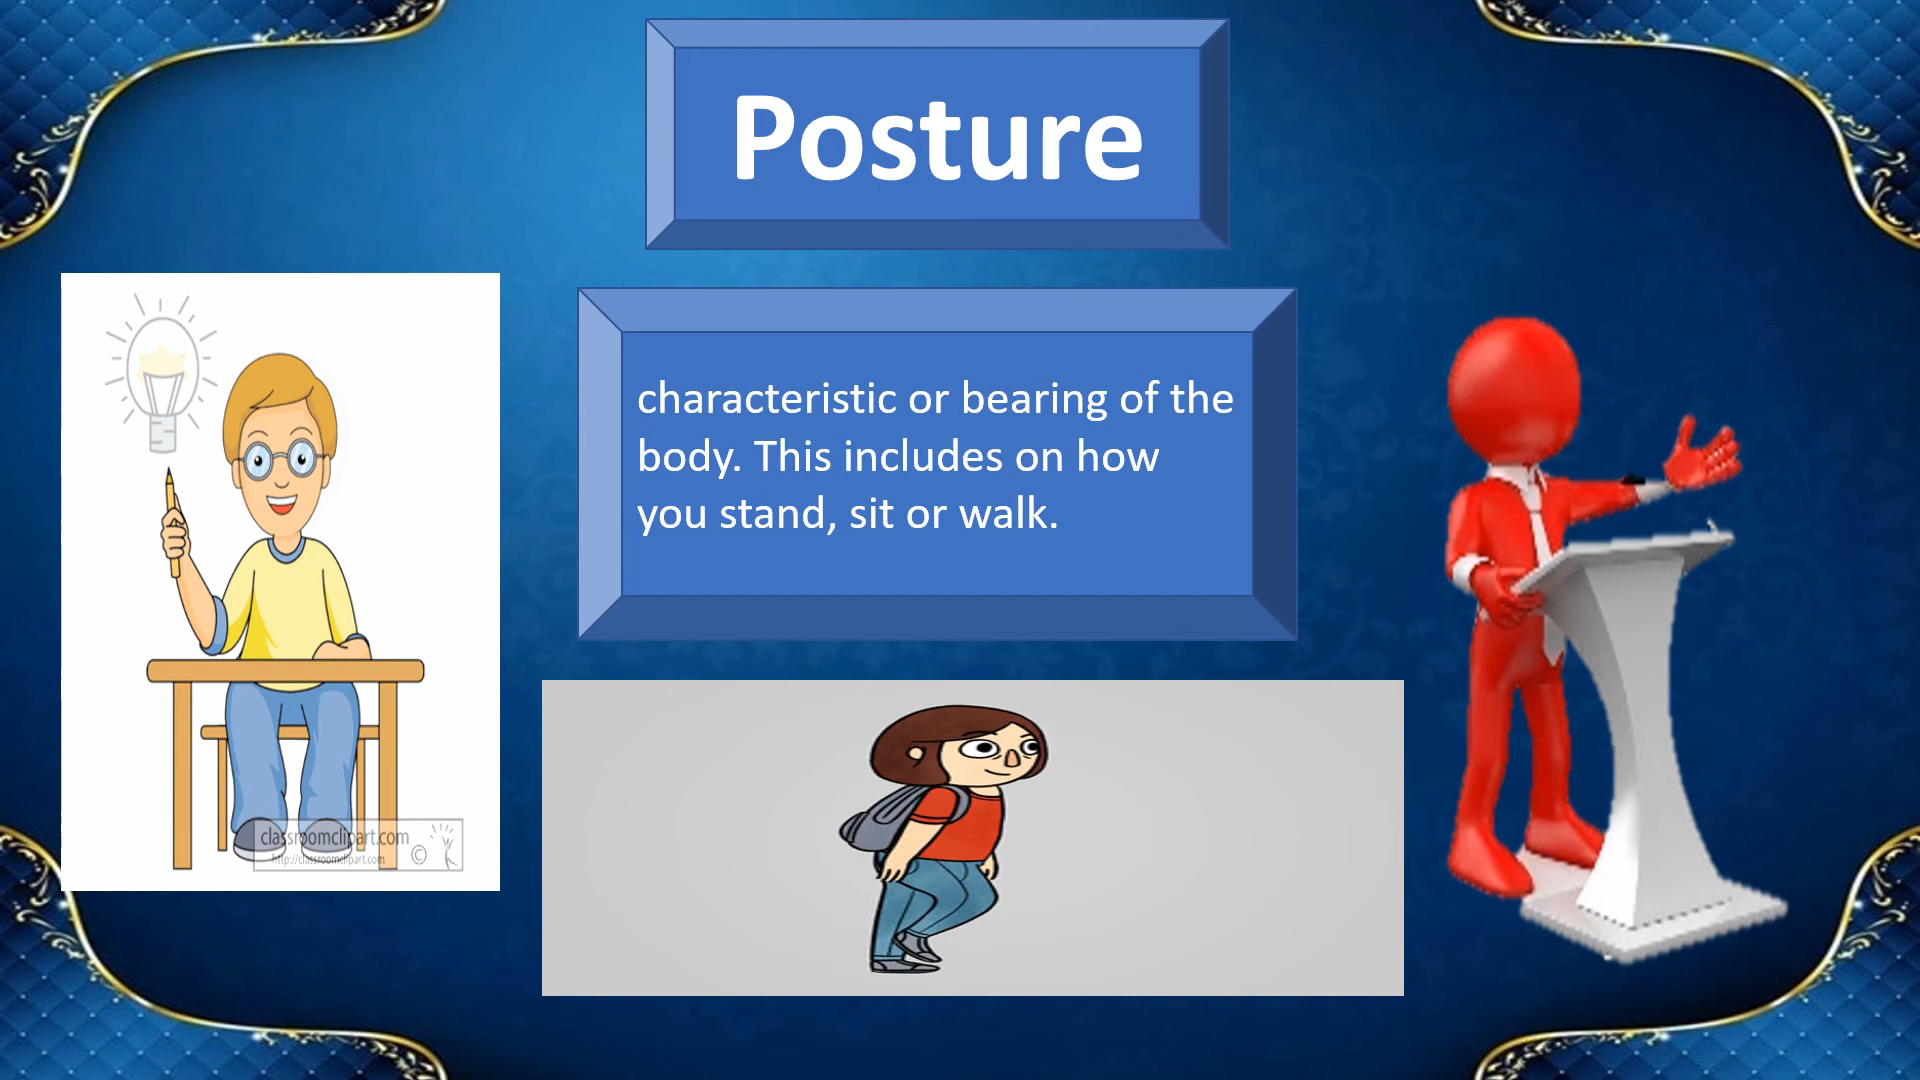 Posture
characteristic or bearing of the
body. This includes on how
you stand, sit or walk.
classroomclipart.com
http://classroomclipart.com
©